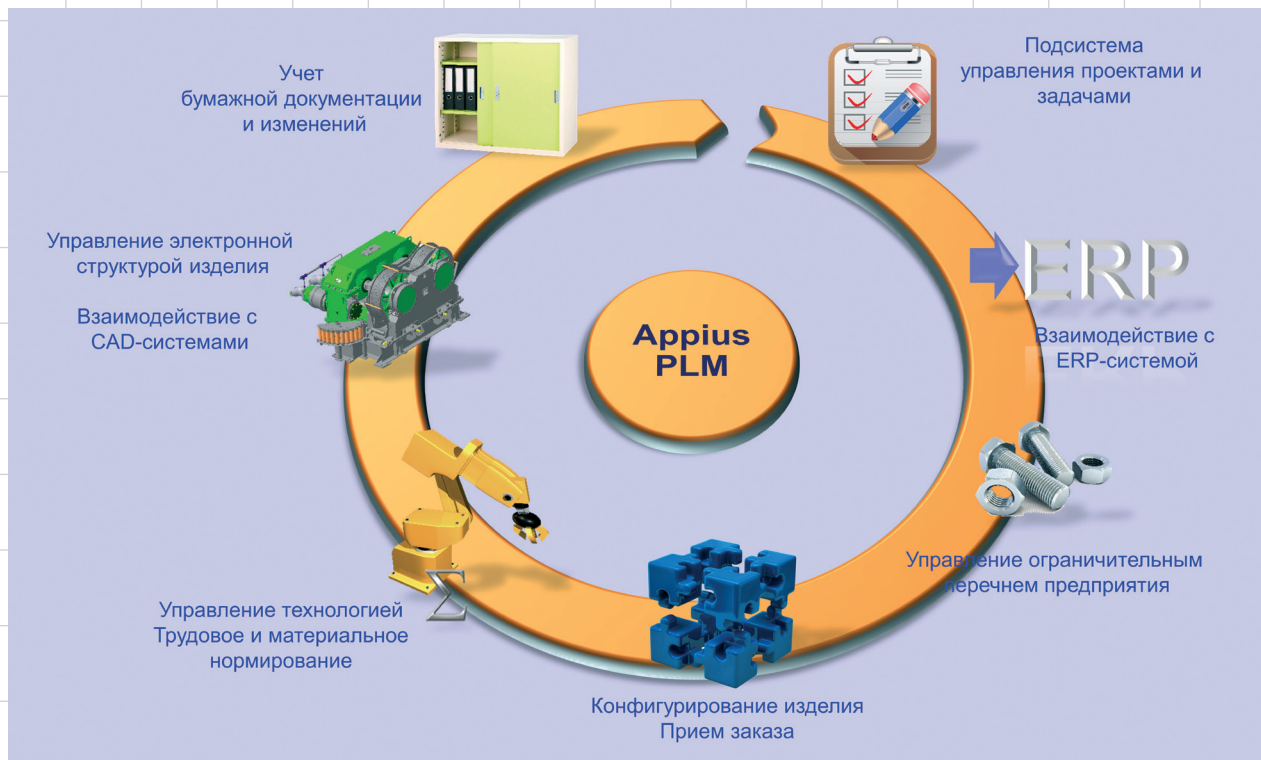 Учет
бумажной документации
и изменений
Подсистема
управления проектами и
задачами
Управление электронной
структурой изделия
Взаимодействие с
CAD-системами
ERP
Взаимодействие с
ERP-системой
Appius
PLM
Управление ограничительным
перечнем предприятия
Управление технологией
Трудовое и материальное
нормирование
Σ
Конфигурирование изделия
Прием заказа